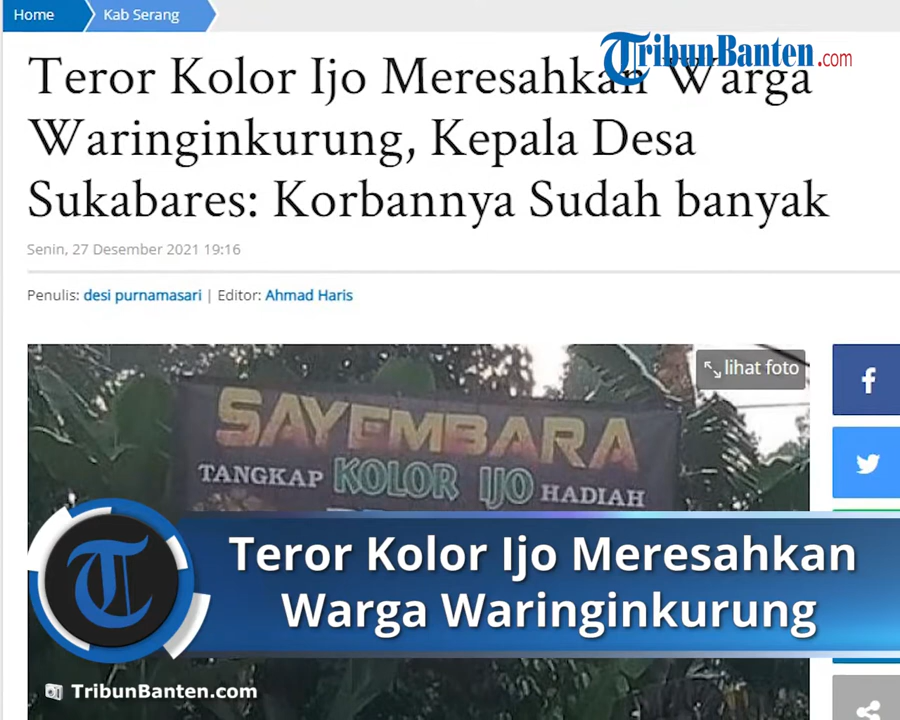 Home
Kab Serang
TribunBanten.com
Teror Kolor Ijo Meresahkan Warga
Waringinkurung, Kepala Desa
Sukabares: Korbannya Sudah banyak
Senin, 27 Desember 2021 19:16
Penulis: desi purnamasari | Editor: Ahmad Haris
lihat foto
SAYEMBARA
TANGKAP KOLOR IJO HADIAH
Teror Kolor Ijo Meresahkan
Warga Waringinkurung
TribunBanten.com